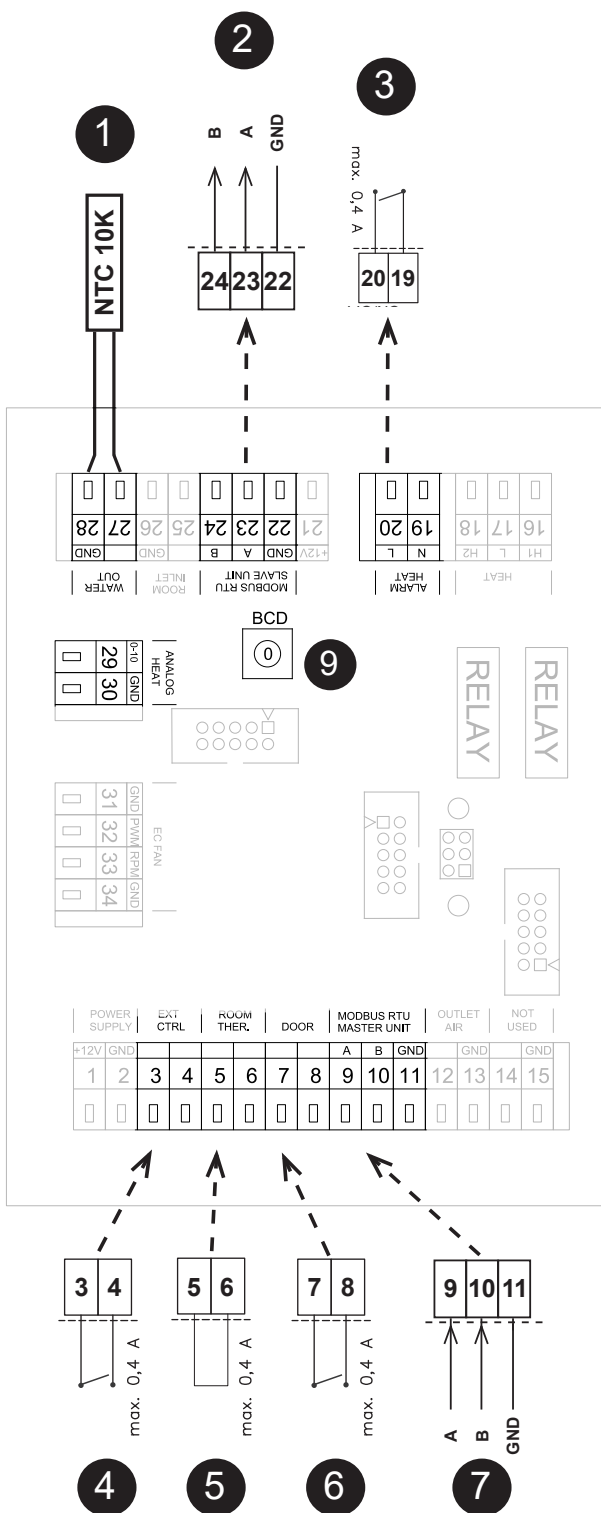 2
3
1
B
A
GND
max. 0,4 A
NTC 10K
24 23 22
20 19
28 27 26 25 24 23 22 21
GND GND B A GND +12V
WATER OUT
ROOM INLET
MODBUS RTU SLAVE UNIT
20 19 18 17 16
L N H2 L H1
ALARM HEAT
HEAT
BCD
0
9
29 0-10
30 GND
ANALOG HEAT
RELAY
RELAY
31 GND
32 PWM
33 RPM
34 GND
EC FAN
POWER SUPPLY
EXT CTRL
ROOM THER.
DOOR
MODBUS RTU MASTER UNIT
OUTLET AIR
NOT USED
+12V GND A B GND GND GND
1 2 3 4 5 6 7 8 9 10 11 12 13 14 15
3 4
5 6
7 8
9 10 11
max. 0,4 A
max. 0,4 A
max. 0,4 A
A
B
GND
4
5
6
7